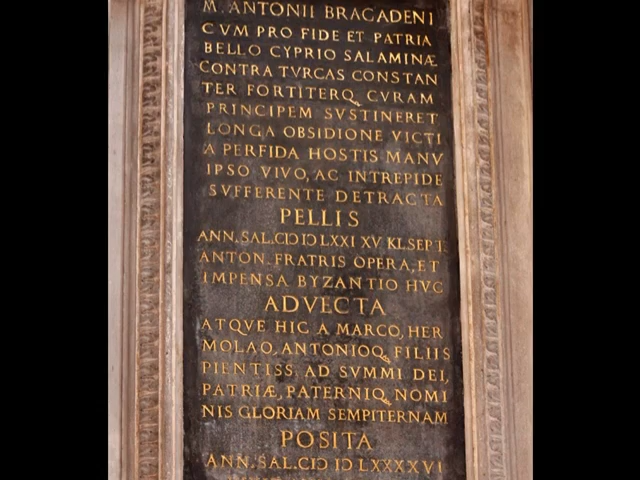 M. ANTONII BRAGADENI
CVM PRO FIDE ET PATRIA
BELLO CYPRIO SALAMINÆ
CONTRA TVRCAS CONSTAN
TER FORTITERQ. CVRAM
PRINCIPEM SVSTINERET
LONGA OBSIDIONE VICTI
A PERFIDA HOSTIS MANV
IPSO VIVO, AC INTREPIDE
SVFFERENTE DETRACTA
PELLIS
ANN. SAL. CIƆ IƆ LXXI XV KL. SEPT.
ANTON. FRATRIS OPERA, ET
IMPENSA BYZANTIO HVC
ADVECTA
ATQVE HIC A MARCO, HER
MOLAO, ANTONIOQ. FILIIS
PIENTISS. AD SVMMI DEI,
PATRIÆ, PATERNIQ. NOMI
NIS GLORIAM SEMPITERNAM
POSITA
ANN. SAL. CIƆ IƆ LXXXXVI